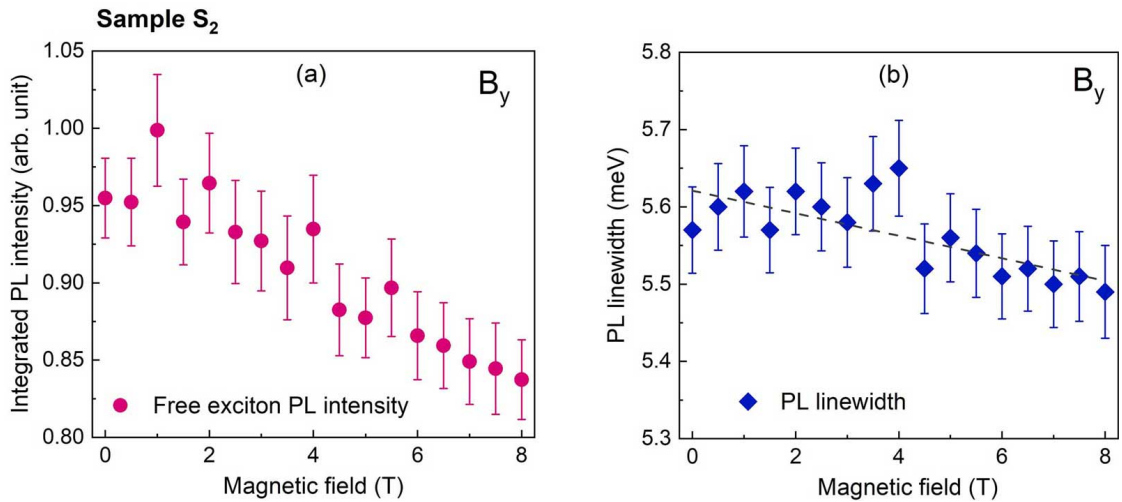 Sample S₂
(a)
B_y
Integrated PL intensity (arb. unit)
1.05
1.00
0.95
0.90
0.85
0.80
Free exciton PL intensity
0 2 4 6 8
Magnetic field (T)
(b)
B_y
PL linewidth (meV)
5.8
5.7
5.6
5.5
5.4
5.3
PL linewidth
0 2 4 6 8
Magnetic field (T)